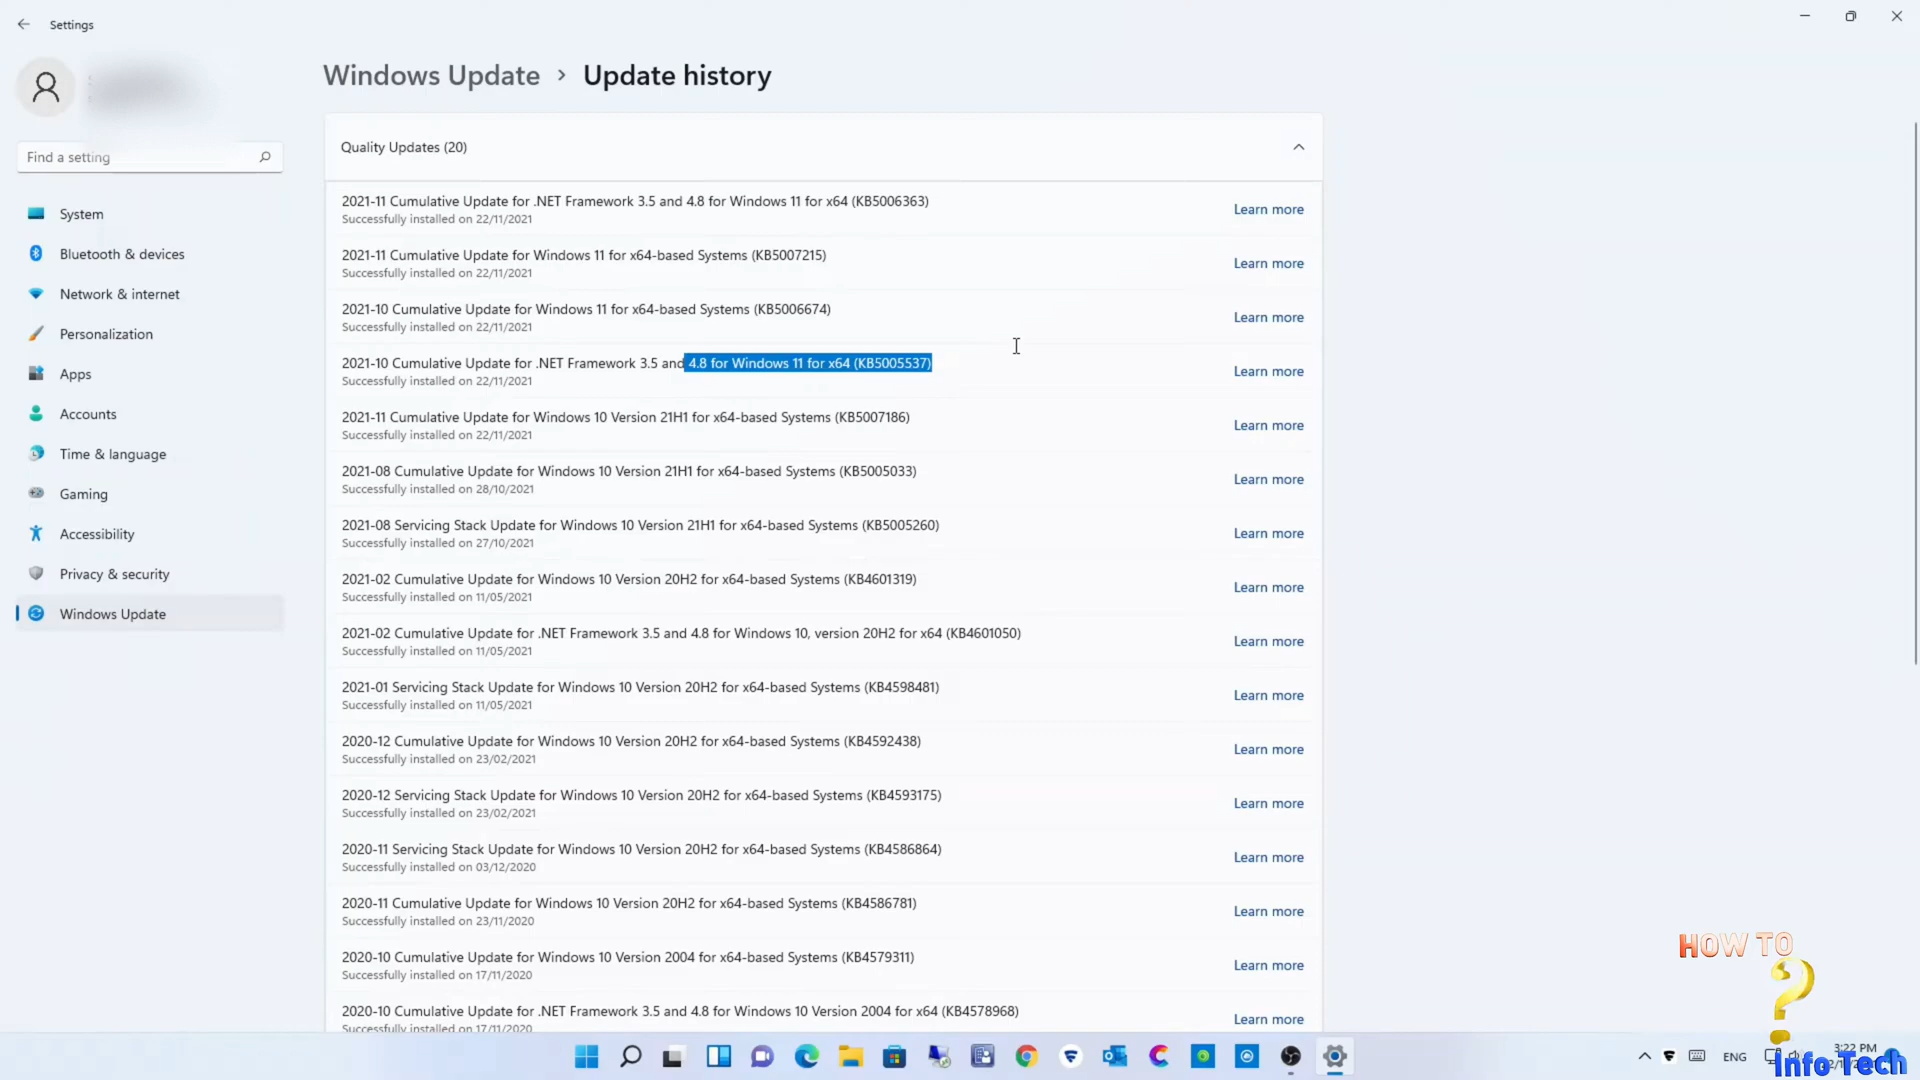 Settings
Windows Update > Update history
Find a setting
System
Bluetooth & devices
Network & internet
Personalization
Apps
Accounts
Time & language
Gaming
Accessibility
Privacy & security
Windows Update
Quality Updates (20)
2021-11 Cumulative Update for .NET Framework 3.5 and 4.8 for Windows 11 for x64 (KB5006363)
Successfully installed on 22/11/2021
Learn more
2021-11 Cumulative Update for Windows 11 for x64-based Systems (KB5007215)
Successfully installed on 22/11/2021
Learn more
2021-10 Cumulative Update for Windows 11 for x64-based Systems (KB5006674)
Successfully installed on 22/11/2021
Learn more
2021-10 Cumulative Update for .NET Framework 3.5 and 4.8 for Windows 11 for x64 (KB5005537)
Successfully installed on 22/11/2021
Learn more
2021-11 Cumulative Update for Windows 10 Version 21H1 for x64-based Systems (KB5007186)
Successfully installed on 22/11/2021
Learn more
2021-08 Cumulative Update for Windows 10 Version 21H1 for x64-based Systems (KB5005033)
Successfully installed on 28/10/2021
Learn more
2021-08 Servicing Stack Update for Windows 10 Version 21H1 for x64-based Systems (KB5005260)
Successfully installed on 27/10/2021
Learn more
2021-02 Cumulative Update for Windows 10 Version 20H2 for x64-based Systems (KB4601319)
Successfully installed on 11/05/2021
Learn more
2021-02 Cumulative Update for .NET Framework 3.5 and 4.8 for Windows 10, version 20H2 for x64 (KB4601050)
Successfully installed on 11/05/2021
Learn more
2021-01 Servicing Stack Update for Windows 10 Version 20H2 for x64-based Systems (KB4598481)
Successfully installed on 11/05/2021
Learn more
2020-12 Cumulative Update for Windows 10 Version 20H2 for x64-based Systems (KB4592438)
Successfully installed on 23/02/2021
Learn more
2020-12 Servicing Stack Update for Windows 10 Version 20H2 for x64-based Systems (KB4593175)
Successfully installed on 23/02/2021
Learn more
2020-11 Servicing Stack Update for Windows 10 Version 20H2 for x64-based Systems (KB4586864)
Successfully installed on 03/12/2020
Learn more
2020-11 Cumulative Update for Windows 10 Version 20H2 for x64-based Systems (KB4586781)
Successfully installed on 23/11/2020
Learn more
2020-10 Cumulative Update for Windows 10 Version 2004 for x64-based Systems (KB4579311)
Successfully installed on 17/11/2020
Learn more
2020-10 Cumulative Update for .NET Framework 3.5 and 4.8 for Windows 10 Version 2004 for x64 (KB4578968)
Successfully installed on 17/11/2020
Learn more
HOW TO
?
Info Tech
ENG
3:22 PM